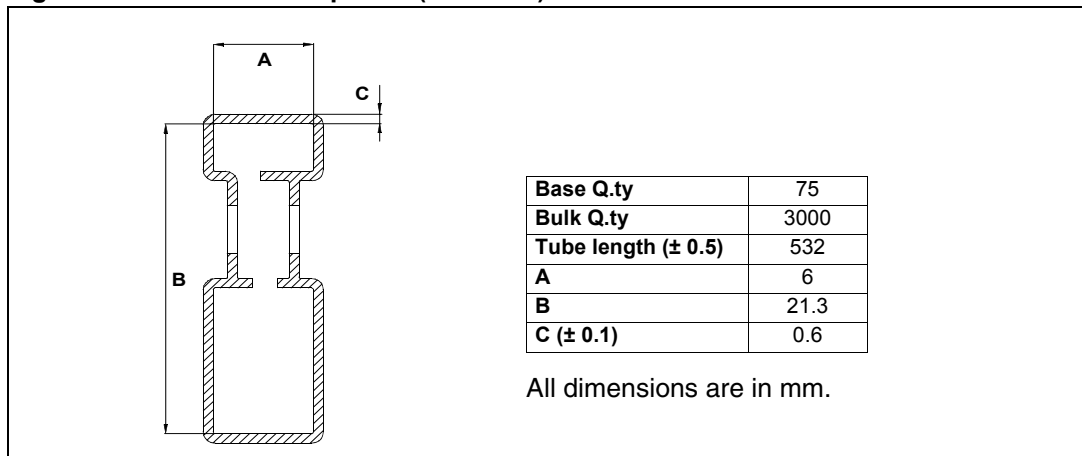 A
C
B
Base Q.ty 75
Bulk Q.ty 3000
Tube length (± 0.5) 532
A 6
B 21.3
C (± 0.1) 0.6
All dimensions are in mm.